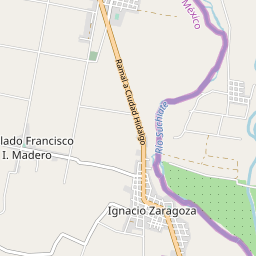 México
Ramal a Ciudad Hidalgo
Río Suchiate
lado Francisco
I. Madero
Ignacio Zaragoza